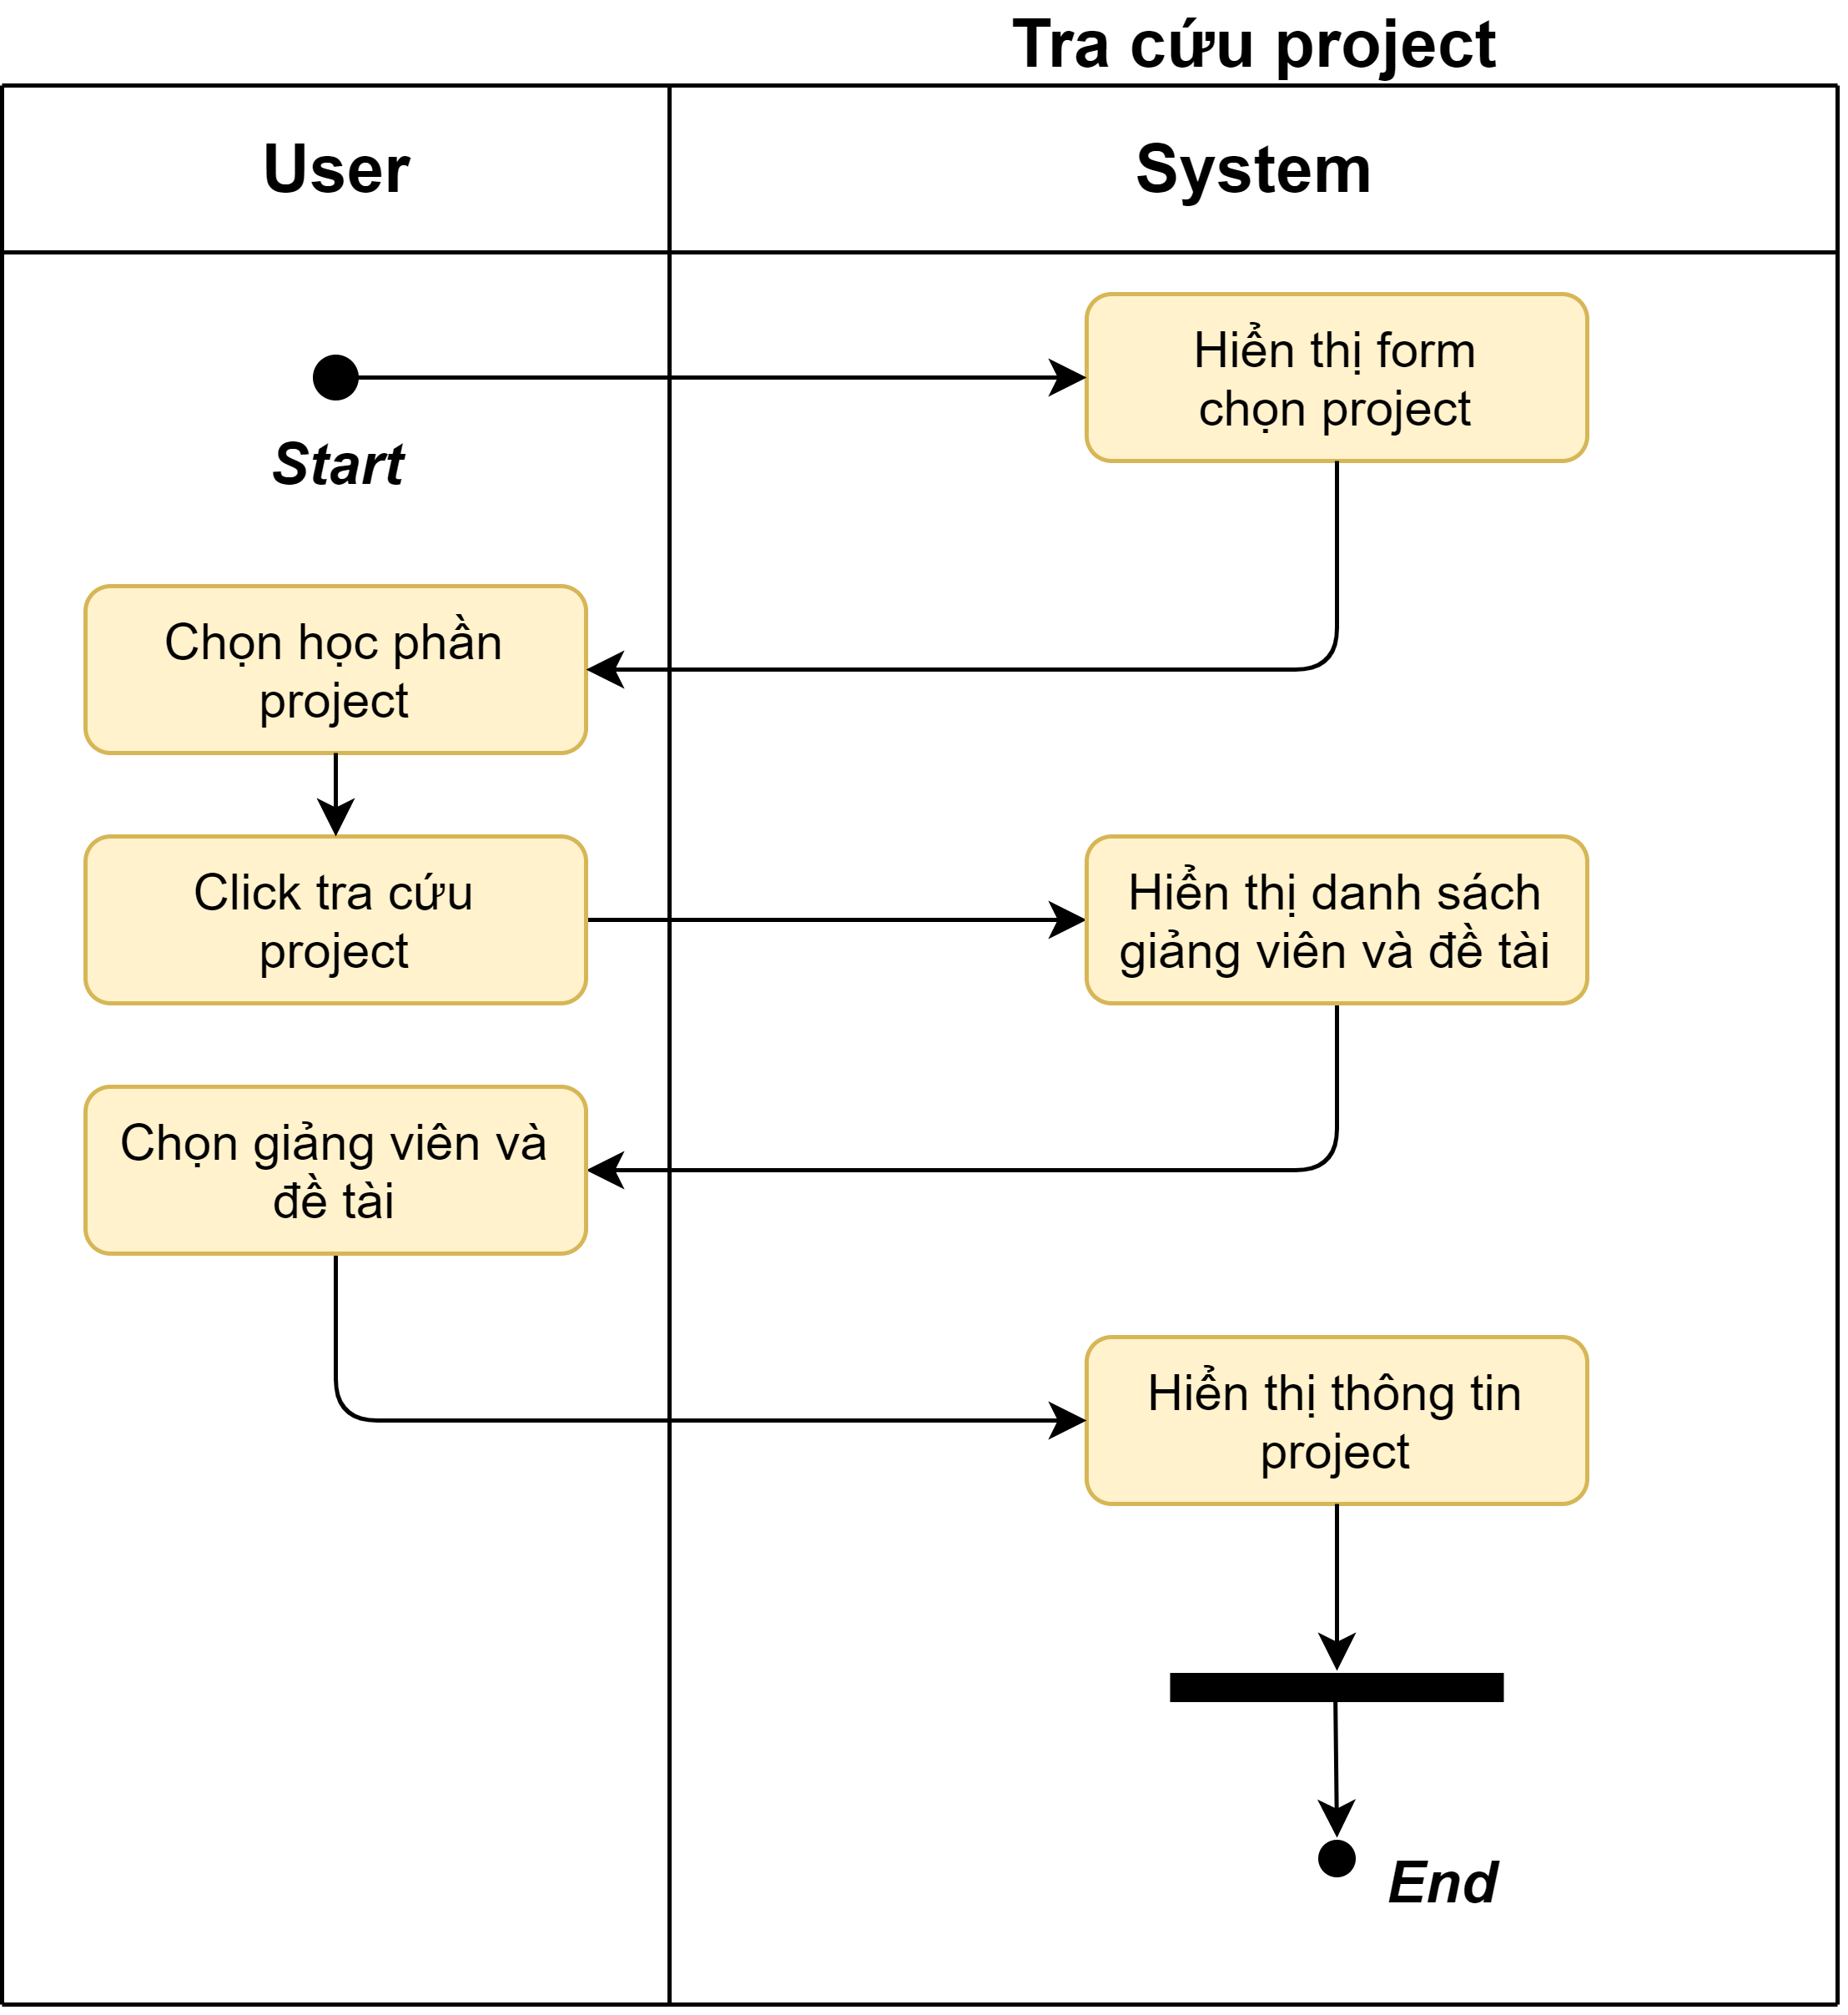 Tra cứu project
User
System
Hiển thị form
chọn project
Start
Chọn học phần
project
Click tra cứu
project
Hiển thị danh sách
giảng viên và đề tài
Chọn giảng viên và
đề tài
Hiển thị thông tin
project
End